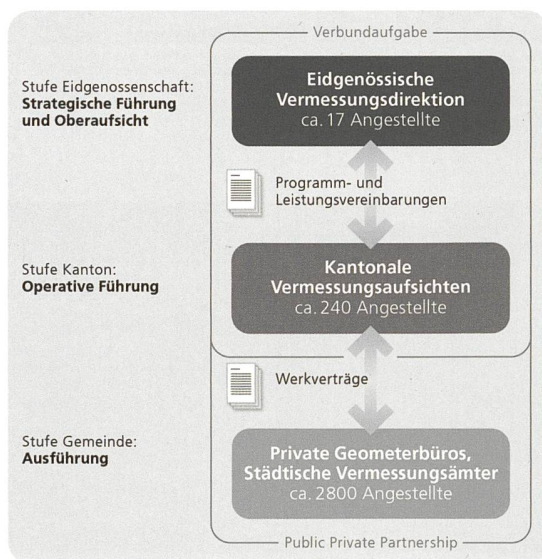 Verbundaufgabe
Stufe Eidgenossenschaft:
Strategische Führung
und Oberaufsicht
Eidgenössische
Vermessungsdirektion
ca. 17 Angestellte
Programm- und
Leistungsvereinbarungen
Stufe Kanton:
Operative Führung
Kantonale
Vermessungsaufsichten
ca. 240 Angestellte
Werkverträge
Stufe Gemeinde:
Ausführung
Private Geometerbüros,
Städtische Vermessungsämter
ca. 2800 Angestellte
Public Private Partnership